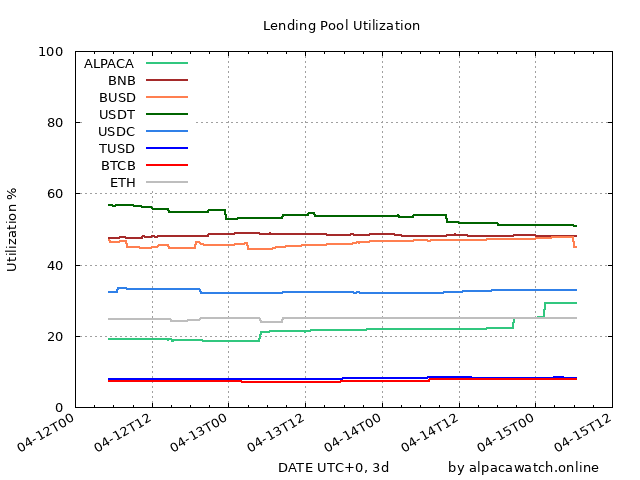 Lending Pool Utilization
100
80
60
40
20
0
Utilization %
ALPACA
BNB
BUSD
USDT
USDC
TUSD
BTCB
ETH
04-12T00
04-12T12
04-13T00
04-13T12
04-14T00
04-14T12
04-15T00
04-15T12
DATE UTC+0, 3d
by alpacawatch.online